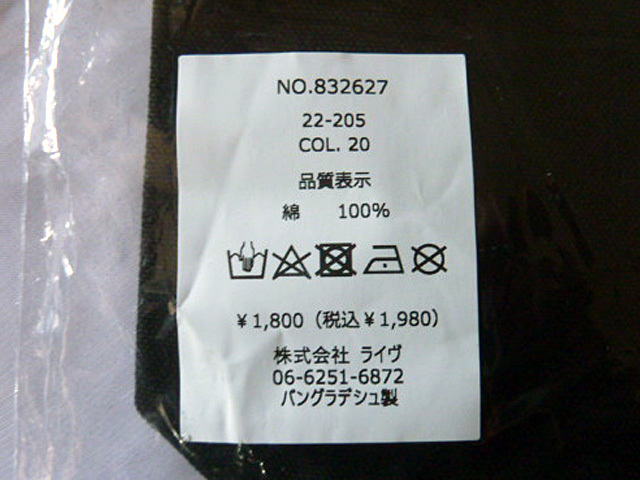 NO.832627
22-205
COL. 20
品質表示
綿 100%
￥1,800（税込￥1,980）
株式会社 ライヴ
06-6251-6872
バングラデシュ製